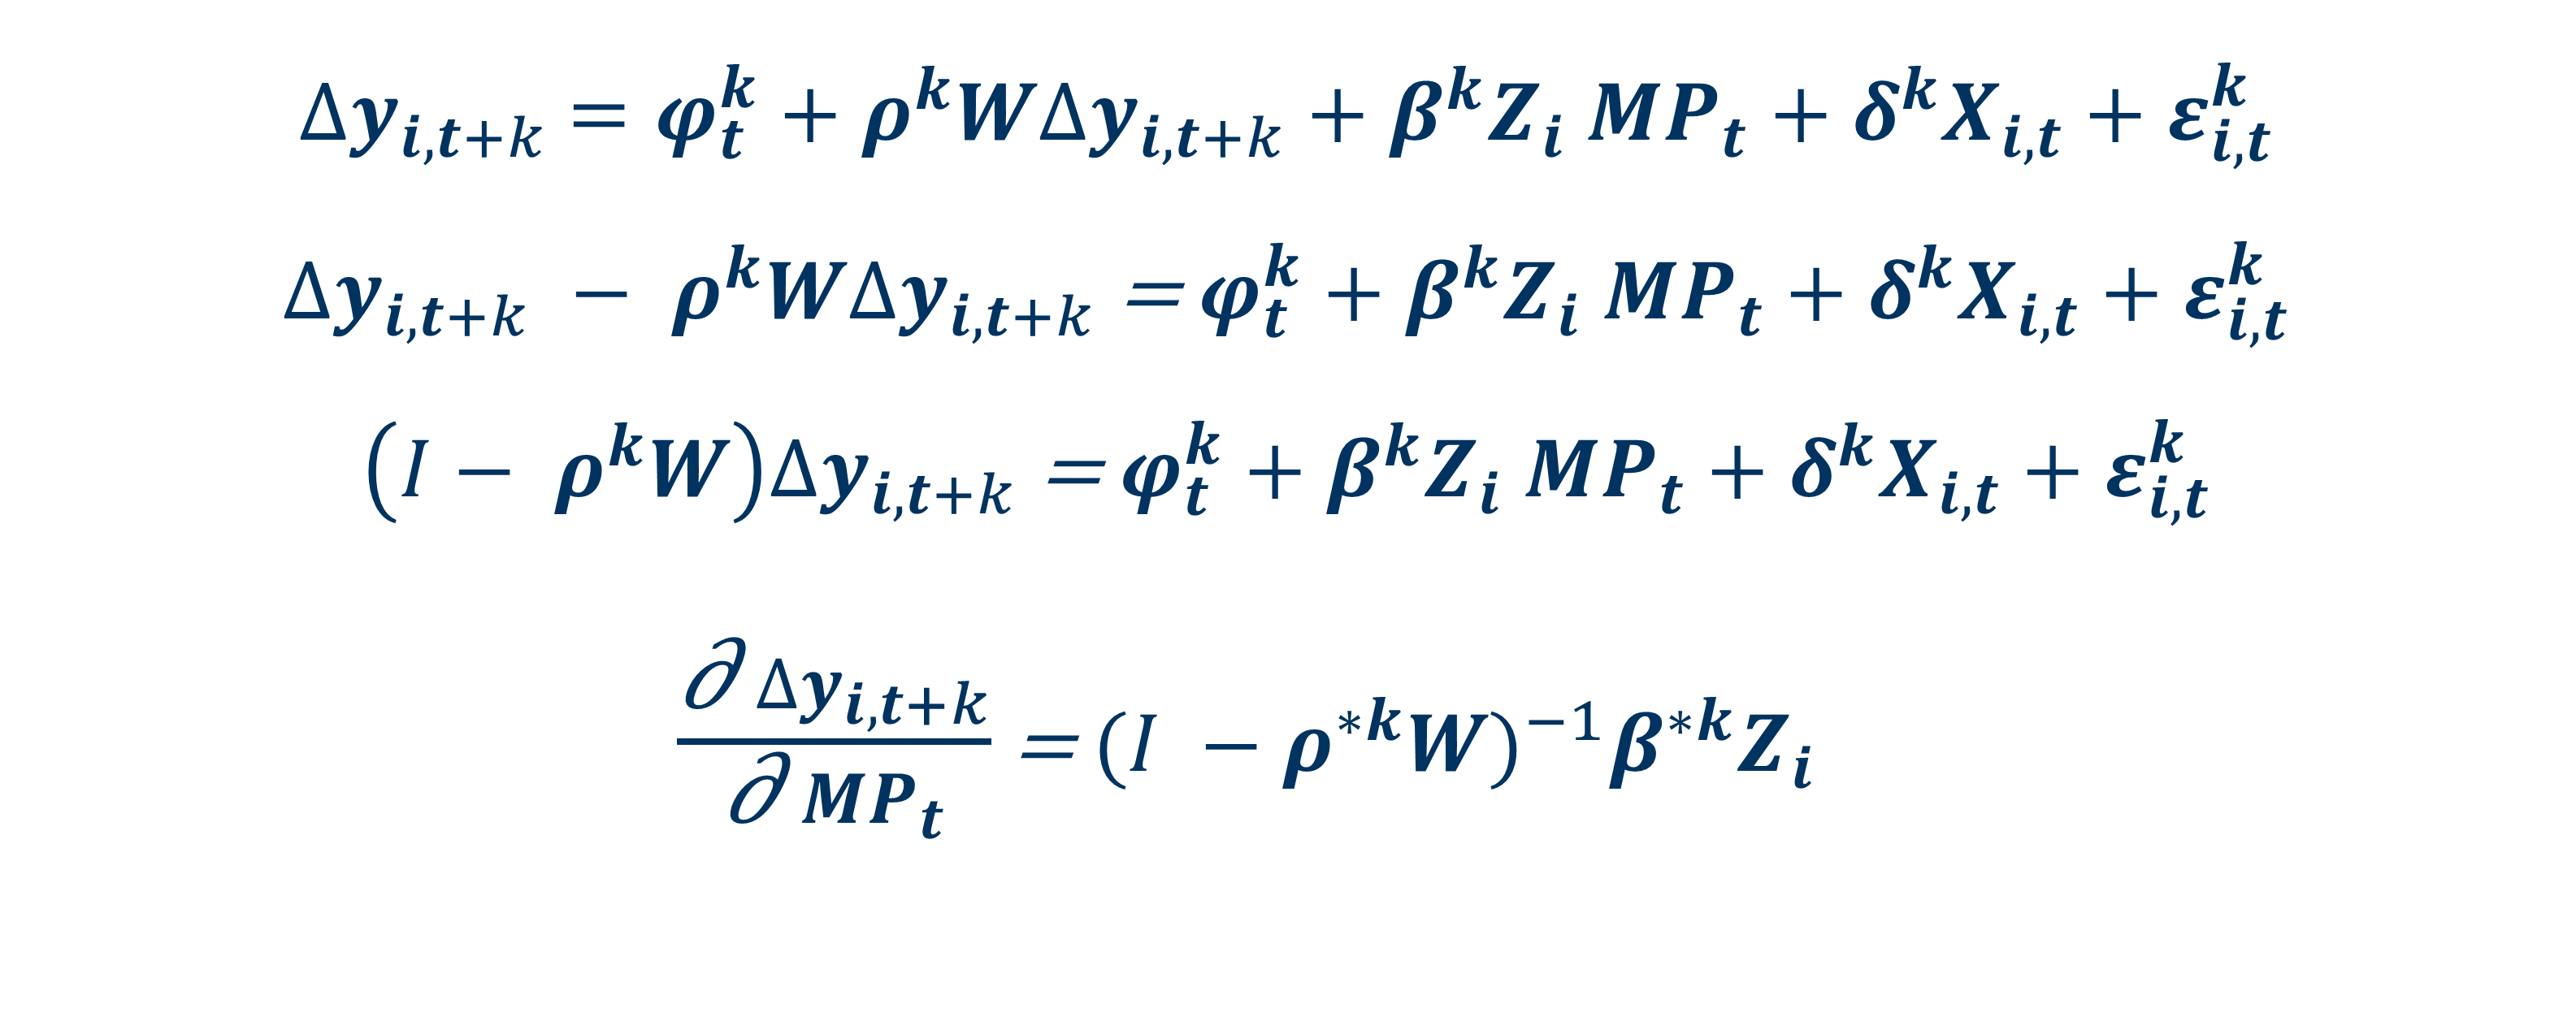 Δy_{i,t+k} = φ_t^k + ρ^k WΔy_{i,t+k} + β^k Z_i MP_t + δ^k X_{i,t} + ε_{i,t}^k
Δy_{i,t+k} − ρ^k WΔy_{i,t+k} = φ_t^k + β^k Z_i MP_t + δ^k X_{i,t} + ε_{i,t}^k
(I − ρ^k W)Δy_{i,t+k} = φ_t^k + β^k Z_i MP_t + δ^k X_{i,t} + ε_{i,t}^k
\frac{∂ Δy_{i,t+k}}{∂ MP_t} = (I − ρ^{*k} W)^{−1} β^{*k} Z_i